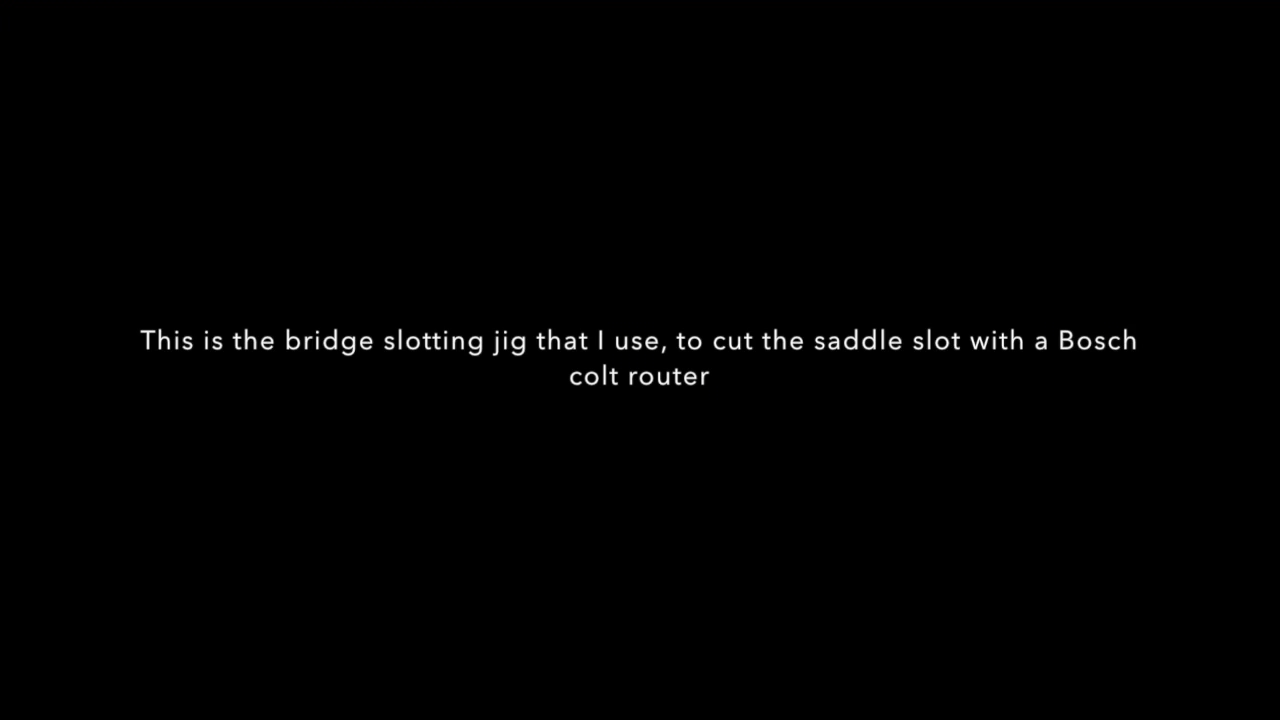 This is the bridge slotting jig that I use, to cut the saddle slot with a Bosch
colt router